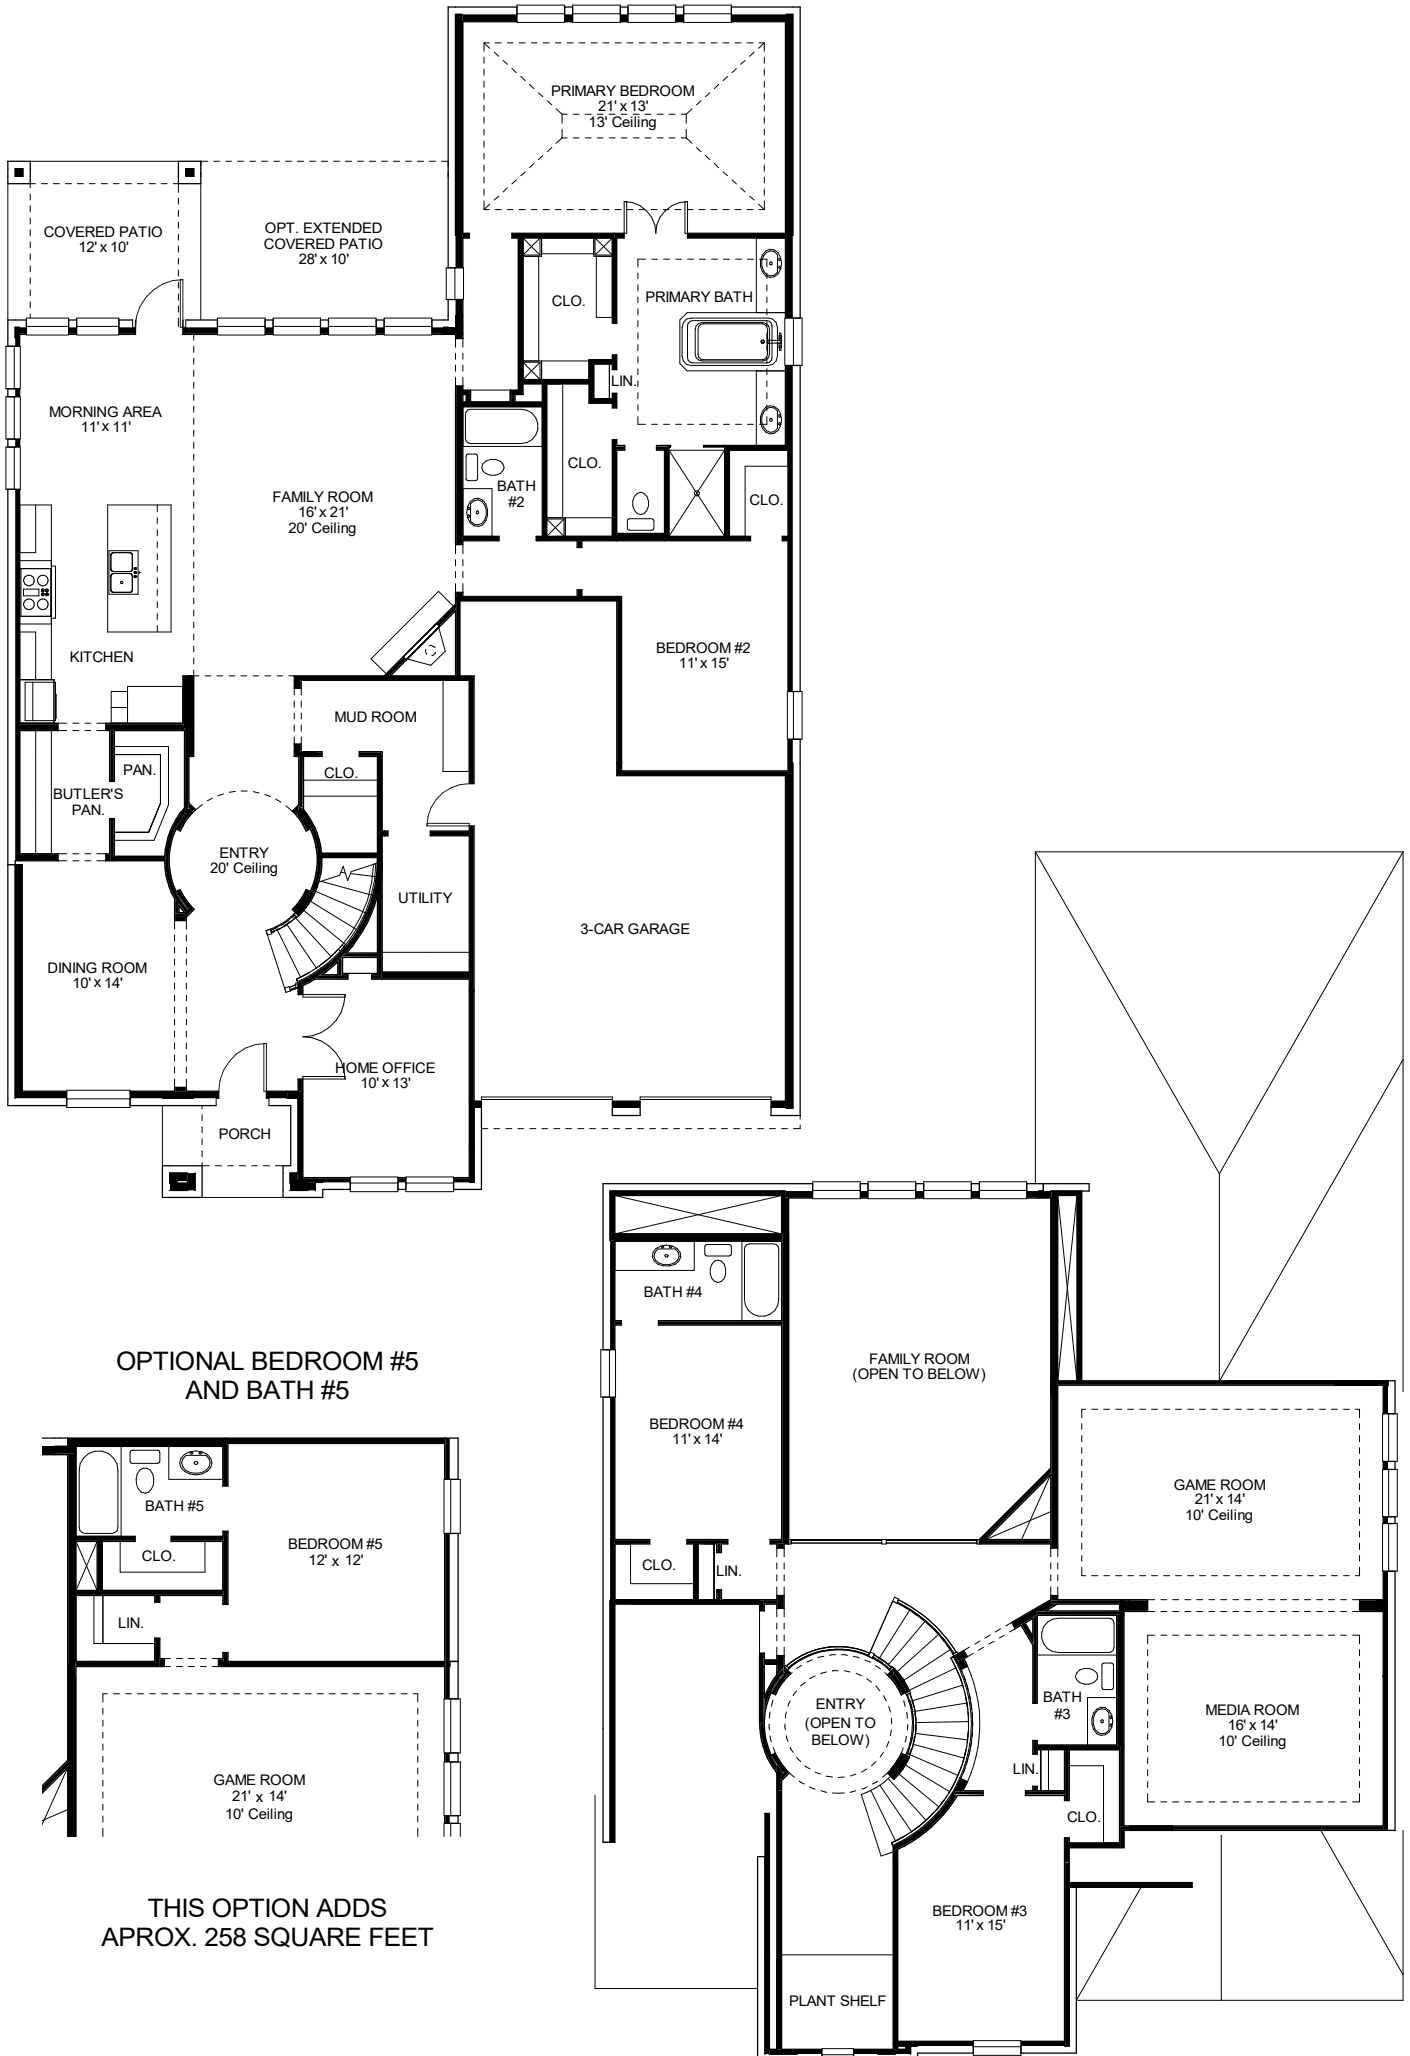 PRIMARY BEDROOM
21' x 13'
13' Ceiling
COVERED PATIO
12' x 10'
OPT. EXTENDED
COVERED PATIO
28' x 10'
CLO.
PRIMARY BATH
LIN.
MORNING AREA
11' x 11'
FAMILY ROOM
16' x 21'
20' Ceiling
BATH
#2
CLO.
CLO.
KITCHEN
BEDROOM #2
11' x 15'
MUD ROOM
CLO.
PAN.
BUTLER'S
PAN.
ENTRY
20' Ceiling
UTILITY
3-CAR GARAGE
DINING ROOM
10' x 14'
HOME OFFICE
10' x 13'
PORCH
OPTIONAL BEDROOM #5
AND BATH #5
BATH #5
CLO.
BEDROOM #5
12' x 12'
LIN.
GAME ROOM
21' x 14'
10' Ceiling
THIS OPTION ADDS
APROX. 258 SQUARE FEET
BATH #4
FAMILY ROOM
(OPEN TO BELOW)
BEDROOM #4
11' x 14'
GAME ROOM
21' x 14'
10' Ceiling
CLO.
LIN.
ENTRY
(OPEN TO
BELOW)
BATH
#3
MEDIA ROOM
16' x 14'
10' Ceiling
LIN.
CLO.
BEDROOM #3
11' x 15'
PLANT SHELF